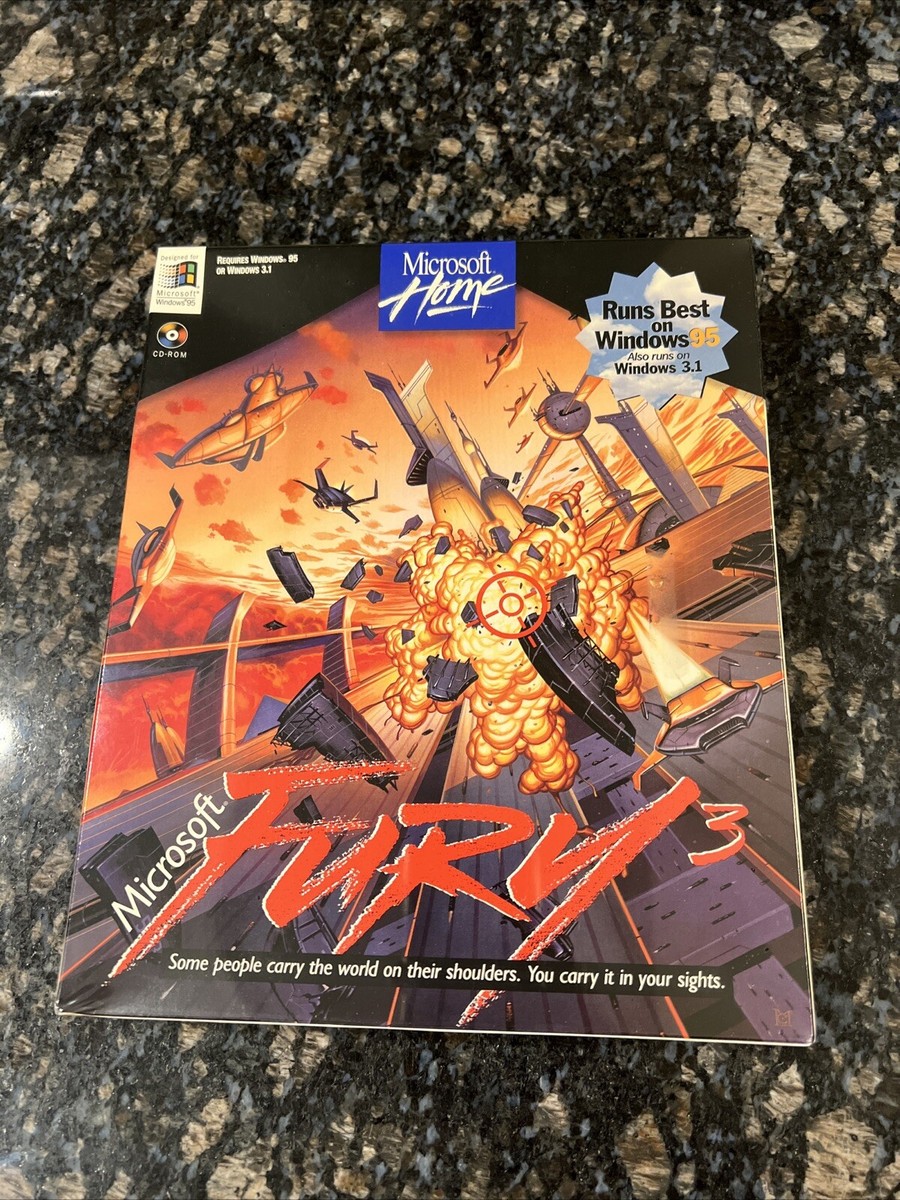 Designed for
Microsoft®
Windows®95
CD-ROM
REQUIRES WINDOWS® 95
OR WINDOWS 3.1
Microsoft®
Home™
Runs Best
on
Windows95
Also runs on
Windows 3.1
Microsoft®
FURY3
Some people carry the world on their shoulders. You carry it in your sights.